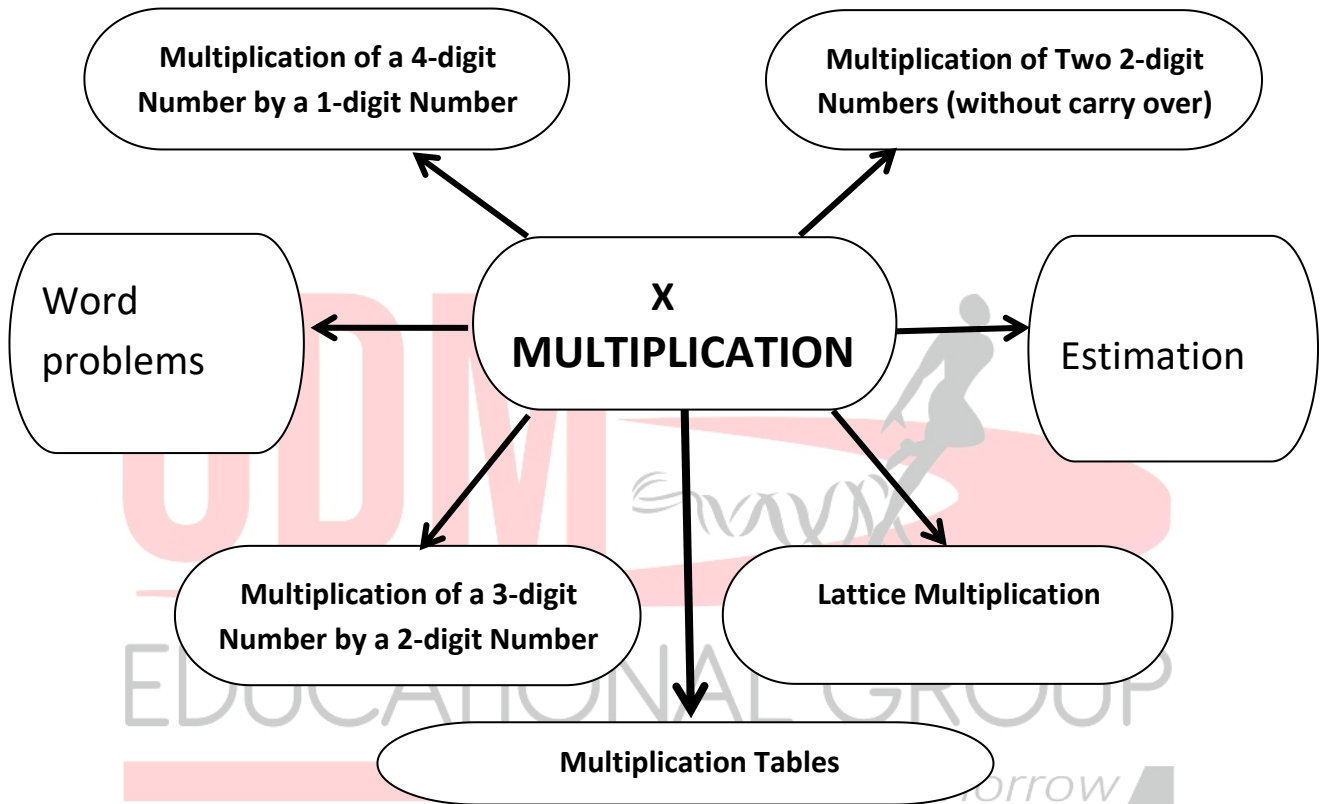 Multiplication of a 4-digit
Number by a 1-digit Number
Multiplication of Two 2-digit
Numbers (without carry over)
Word
problems
X
MULTIPLICATION
Estimation
Multiplication of a 3-digit
Number by a 2-digit Number
Lattice Multiplication
Multiplication Tables
ODM
EDUCATIONAL GROUP
orrow